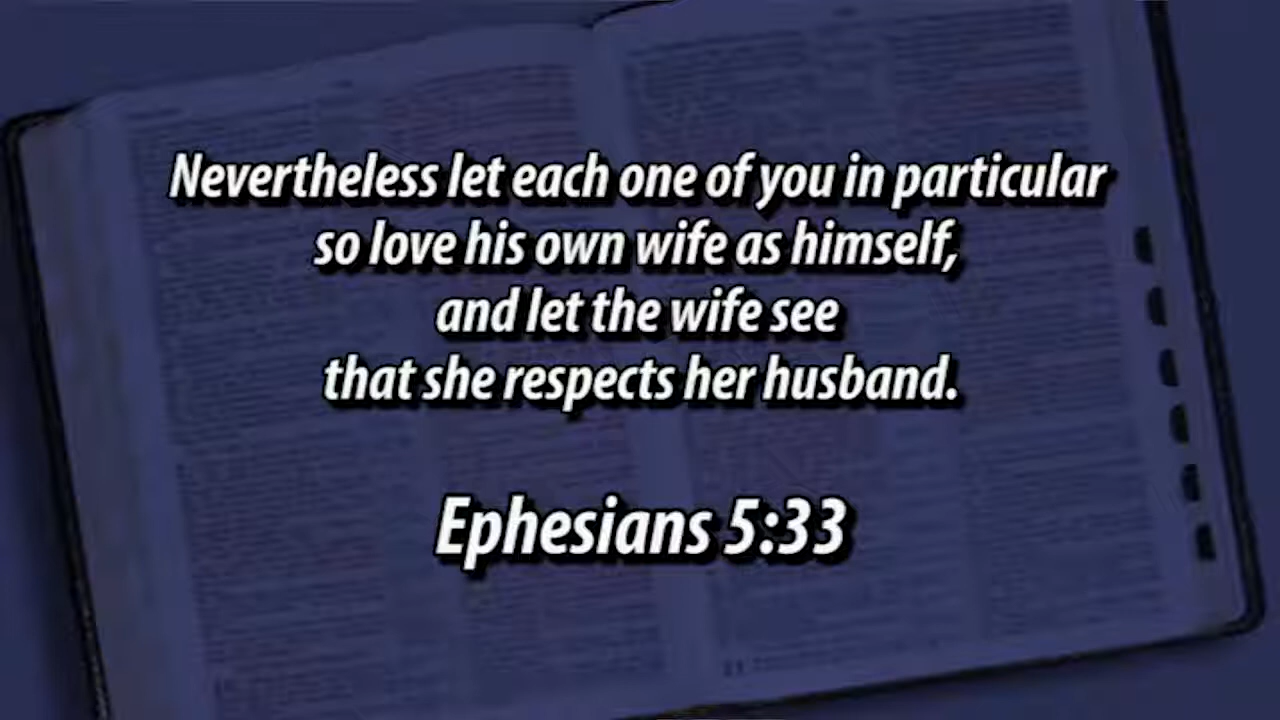 Nevertheless let each one of you in particular
so love his own wife as himself,
and let the wife see
that she respects her husband.
Ephesians 5:33